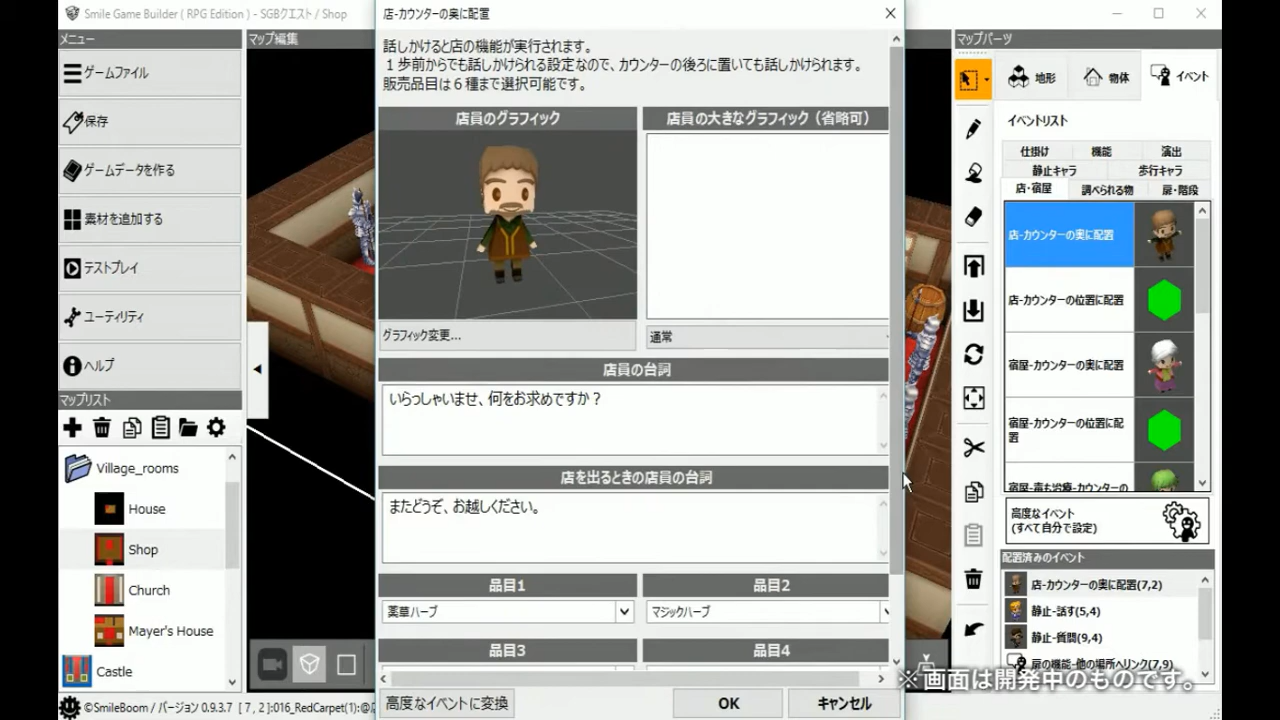 Smile Game Builder ( RPG Edition ) - SGBクエスト / Shop
メニュー
ゲームファイル
保存
ゲームデータを作る
素材を追加する
テストプレイ
ユーティリティ
ヘルプ
マップリスト
Village_rooms
House
Shop
Church
Mayer's House
Castle
©SmileBoom / バージョン 0.9.3.7 [ 7, 2 ]:016_RedCarpet(1):@店
マップ編集
店-カウンターの奥に配置
話しかけると店の機能が実行されます。
1歩前からでも話しかけられる設定なので、カウンターの後ろに置いても話しかけられます。
販売品目は6種まで選択可能です。
店員のグラフィック
店員の大きなグラフィック（省略可）
グラフィック変更...
通常
店員の台詞
いらっしゃいませ、何をお求めですか？
店を出るときの店員の台詞
またどうぞ、お越しください。
品目1
品目2
薬草ハーブ
マジックハーブ
品目3
品目4
高度なイベントに変換
OK
キャンセル
マップパーツ
地形
物体
イベント
イベントリスト
仕掛け
機能
演出
静止キャラ
歩行キャラ
店・宿屋
調べられる物
扉・階段
店-カウンターの奥に配置
店-カウンターの位置に配置
宿屋-カウンターの奥に配置
宿屋-カウンターの位置に配
置
宿屋-毒も治療-カウンターの
高度なイベント
(すべて自分で設定)
配置済みのイベント
店-カウンターの奥に配置(7,2)
静止-話す(5,4)
静止-質問(9,4)
扉の機能-他の場所へリンク(7,9)
※画面は開発中のものです。